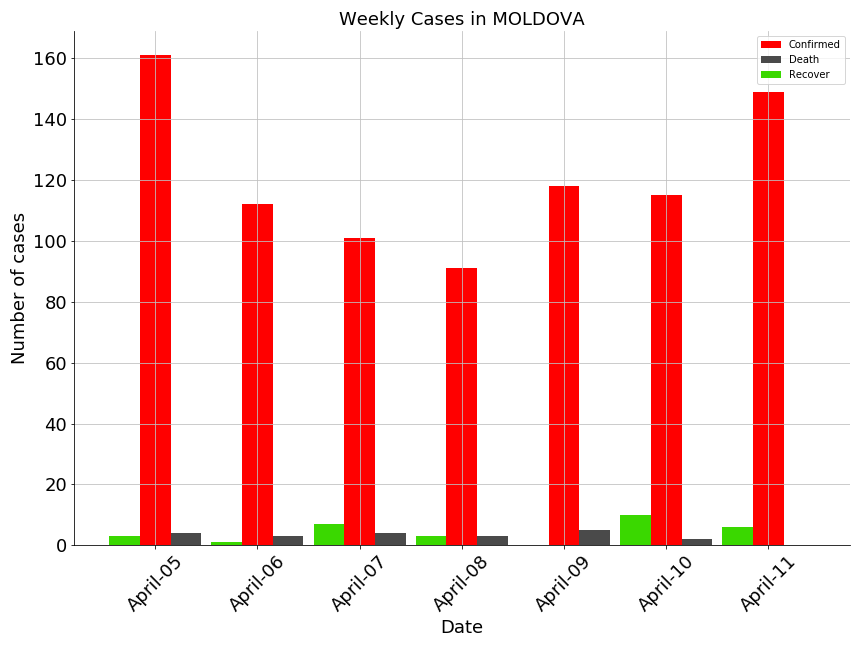 Weekly Cases in MOLDOVA
Confirmed
Death
Recover
160
140
120
100
80
60
40
20
0
Number of cases
April-05
April-06
April-07
April-08
April-09
April-10
April-11
Date